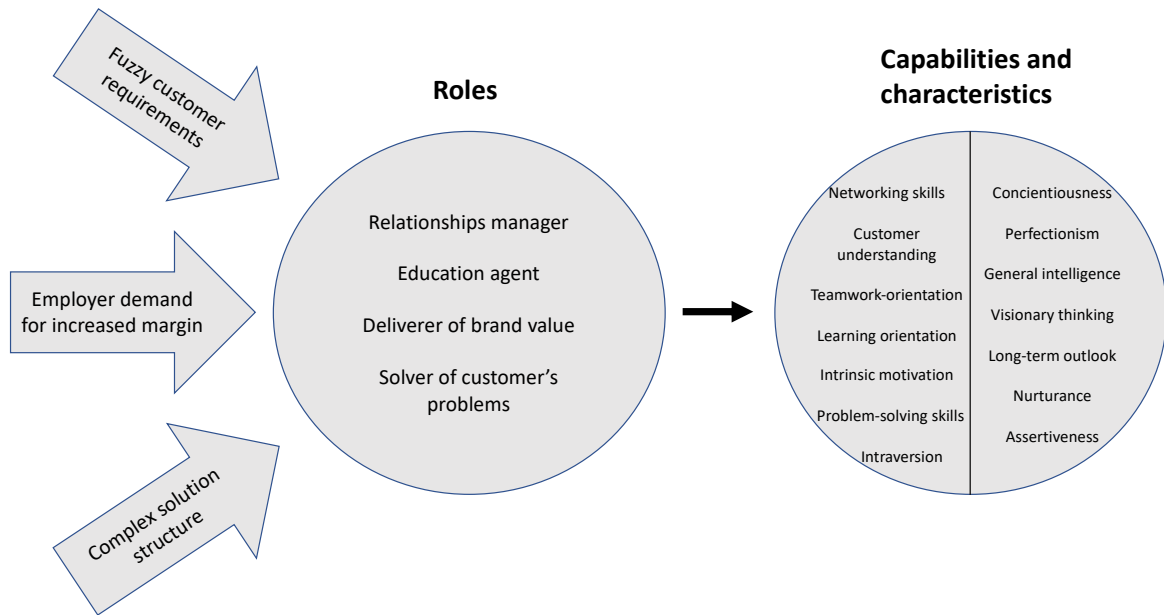 Fuzzy customer
requirements
Employer demand
for increased margin
Complex solution
structure
Roles
Relationships manager
Education agent
Deliverer of brand value
Solver of customer’s
problems
Capabilities and
characteristics
Networking skills
Customer
understanding
Teamwork-orientation
Learning orientation
Intrinsic motivation
Problem-solving skills
Intraversion
Concientiousness
Perfectionism
General intelligence
Visionary thinking
Long-term outlook
Nurturance
Assertiveness